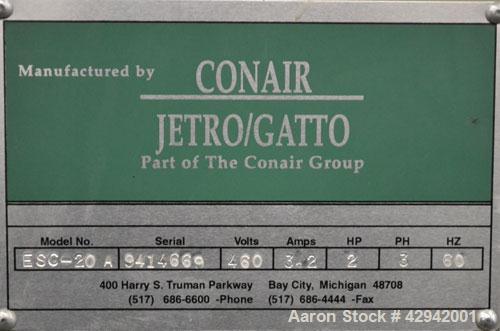 Manufactured by CONAIR
JETRO/GATTO
Part of The Conair Group
Model No. Serial Volts Amps HP PH HZ
ESC-20 A 9414669 460 3.2 2 3 60
400 Harry S. Truman Parkway Bay City, Michigan 48708
(517) 686-6600 -Phone (517) 686-4444 -Fax
Aaron Stock # 429420018